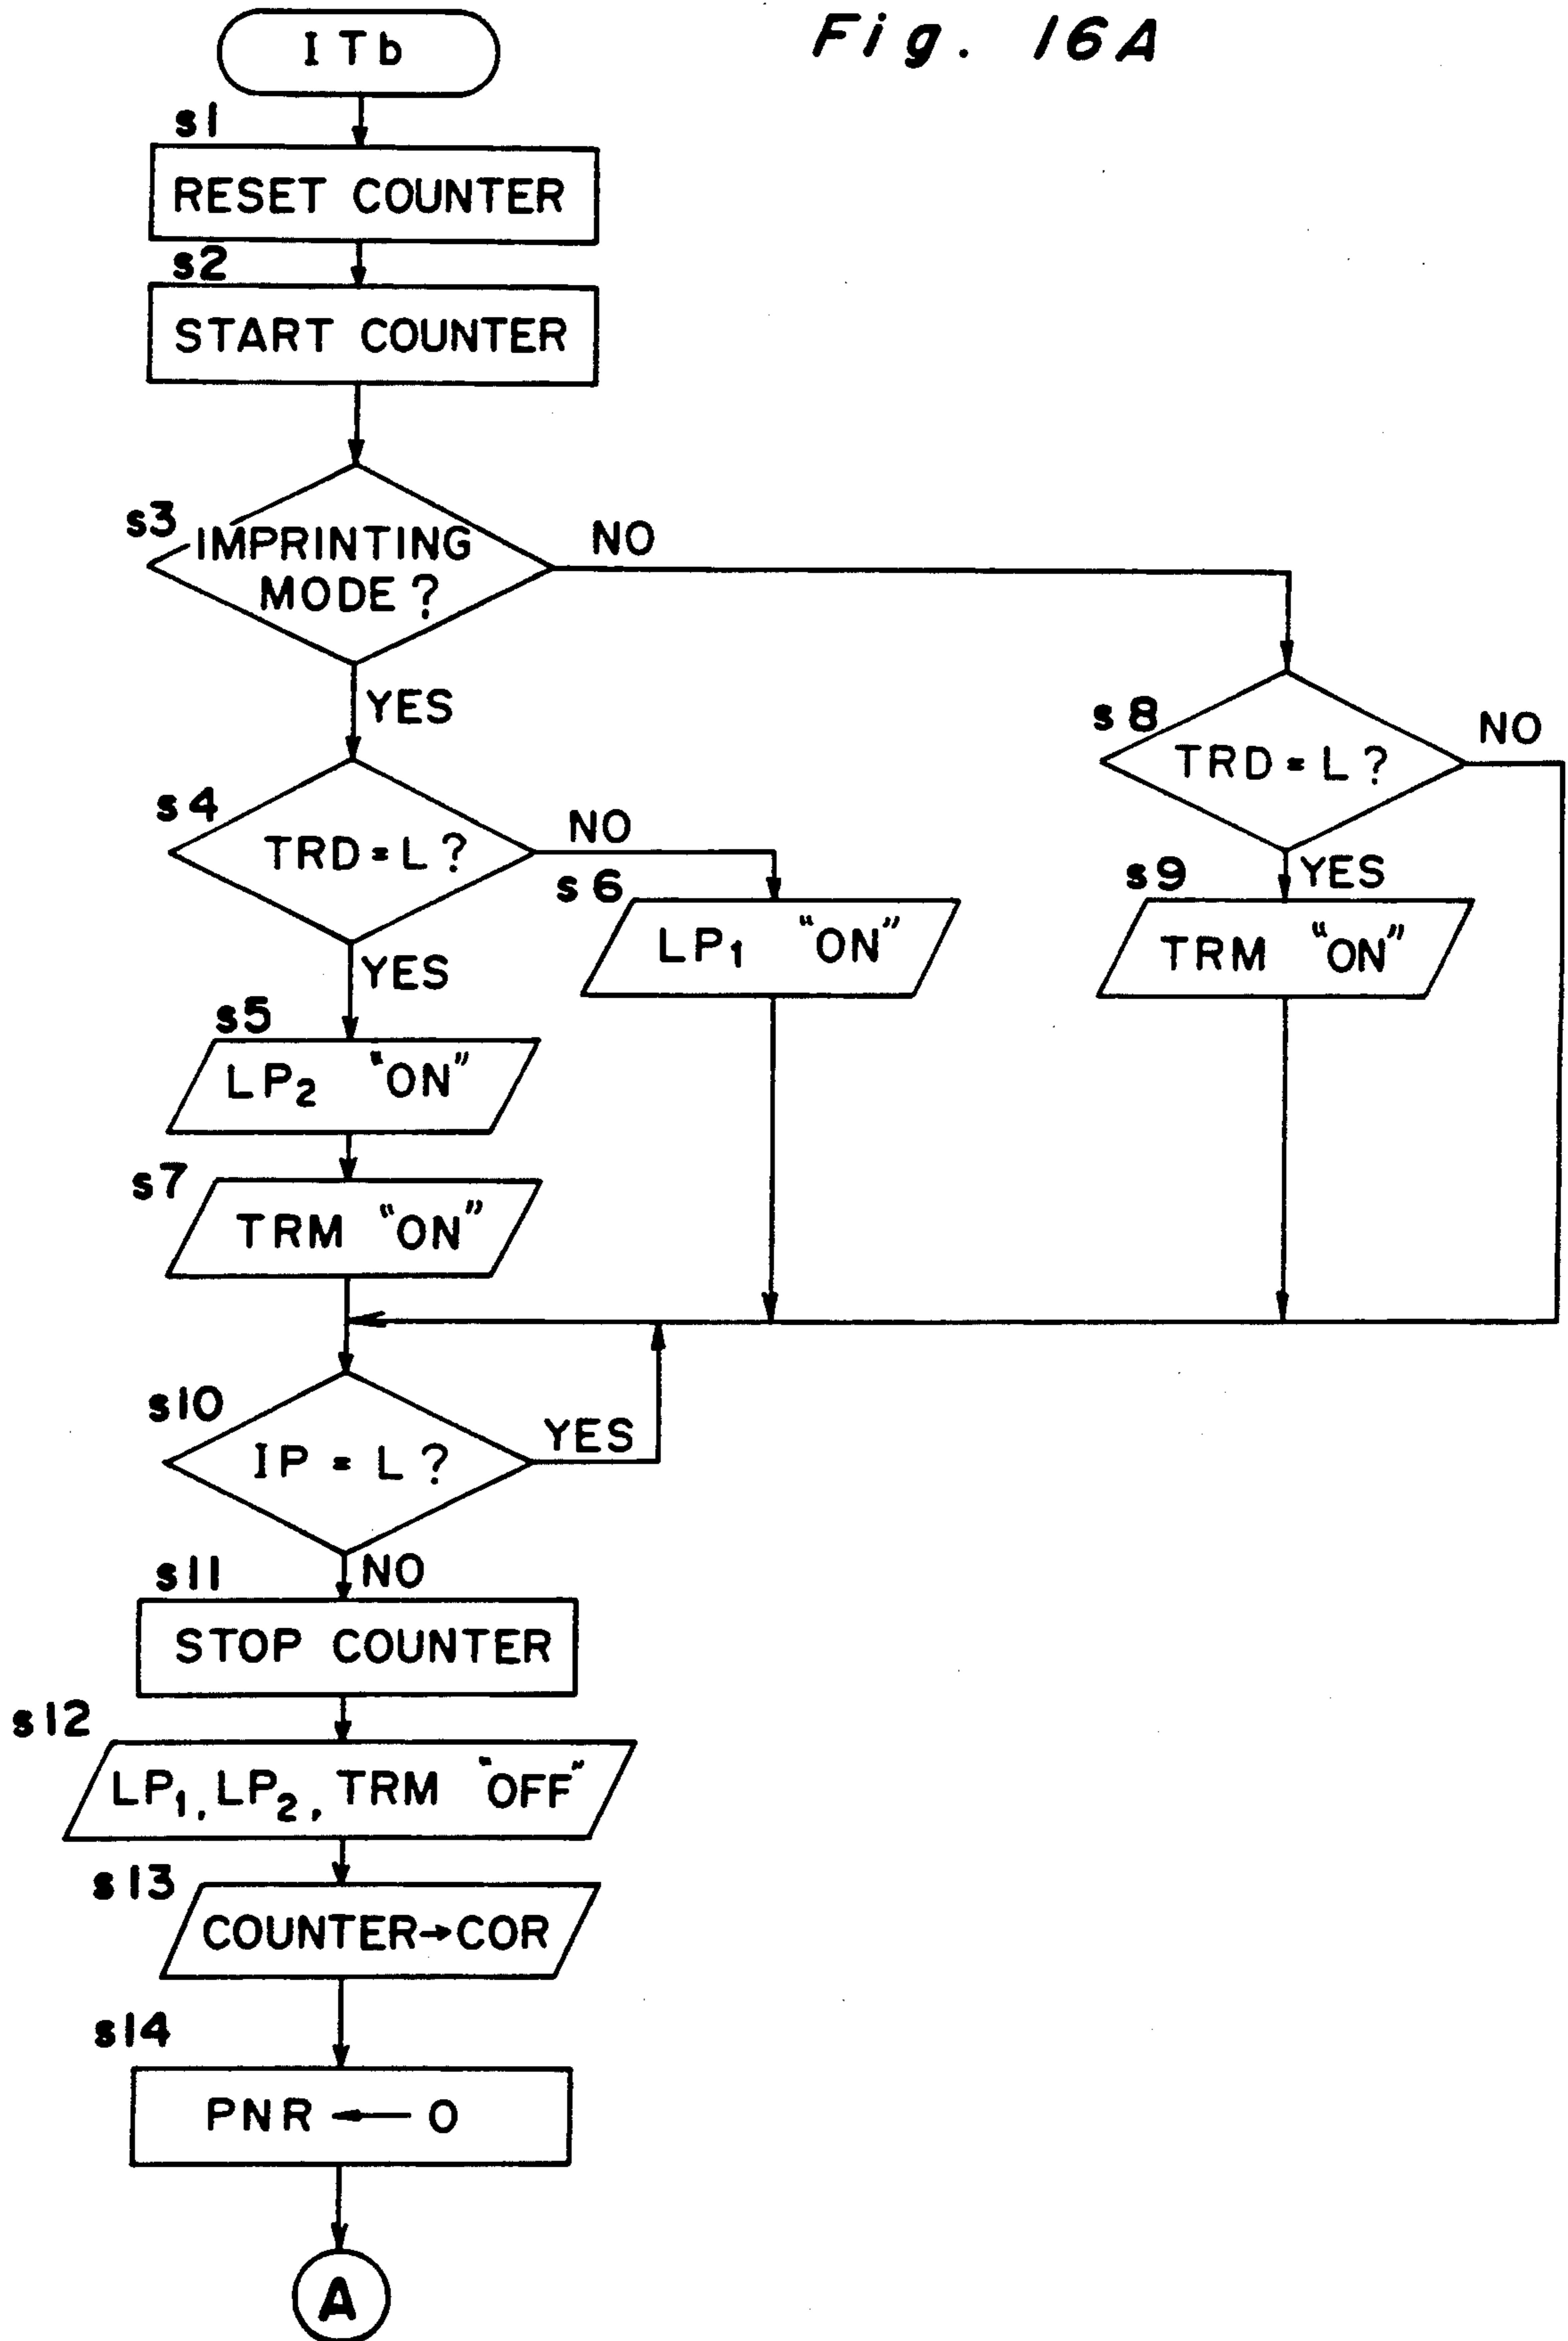 Fig. 16A
ITb
s1
RESET COUNTER
s2
START COUNTER
s3
IMPRINTING
MODE?
NO
YES
s4
TRD=L?
NO
YES
s6
LP1 "ON"
s8
TRD=L?
NO
YES
s9
TRM "ON"
s5
LP2 "ON"
s7
TRM "ON"
s10
IP = L?
YES
NO
s11
STOP COUNTER
s12
LP1, LP2, TRM "OFF"
s13
COUNTER→COR
s14
PNR ← 0
A